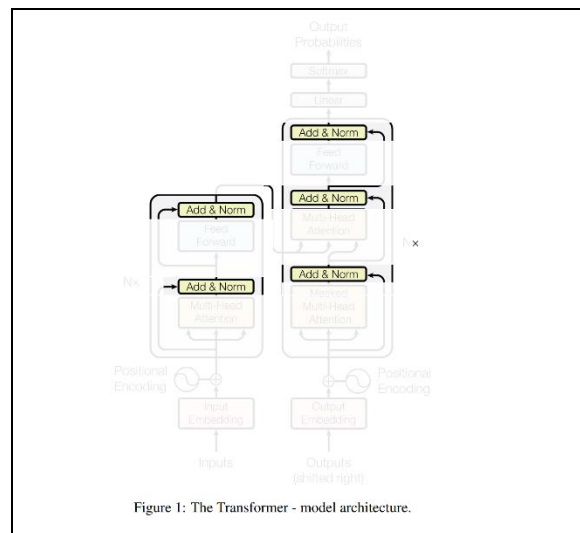 Output
Probabilities
Softmax
Linear
Add & Norm
Feed
Forward
Add & Norm
Multi-Head
Attention
Add & Norm
Masked
Multi-Head
Attention
Nx
Add & Norm
Feed
Forward
Nx
Add & Norm
Multi-Head
Attention
Positional
Encoding
Positional
Encoding
Input
Embedding
Output
Embedding
Inputs
Outputs
(shifted right)
Figure 1: The Transformer - model architecture.